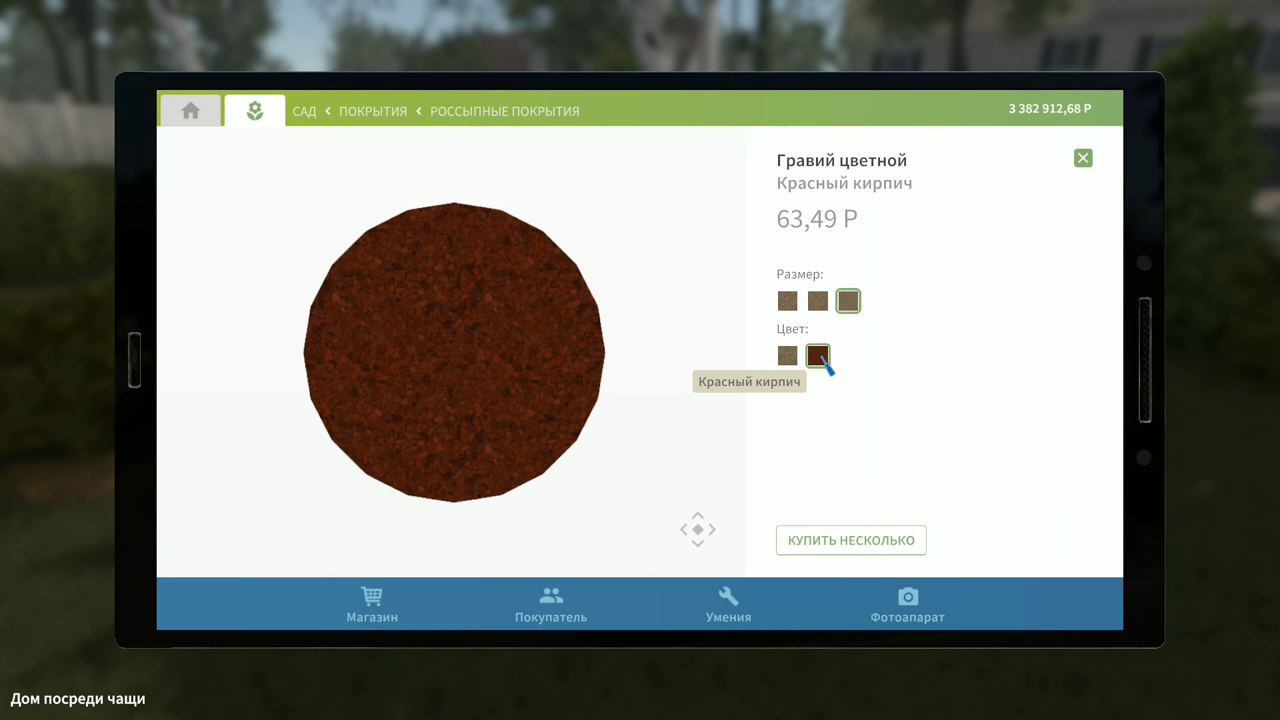 САД < ПОКРЫТИЯ < РОССЫПНЫЕ ПОКРЫТИЯ
3 382 912,68 Р
Гравий цветной
Красный кирпич
63,49 Р
Размер:
Цвет:
Красный кирпич
КУПИТЬ НЕСКОЛЬКО
Магазин
Покупатель
Умения
Фотоапарат
Дом посреди чащи